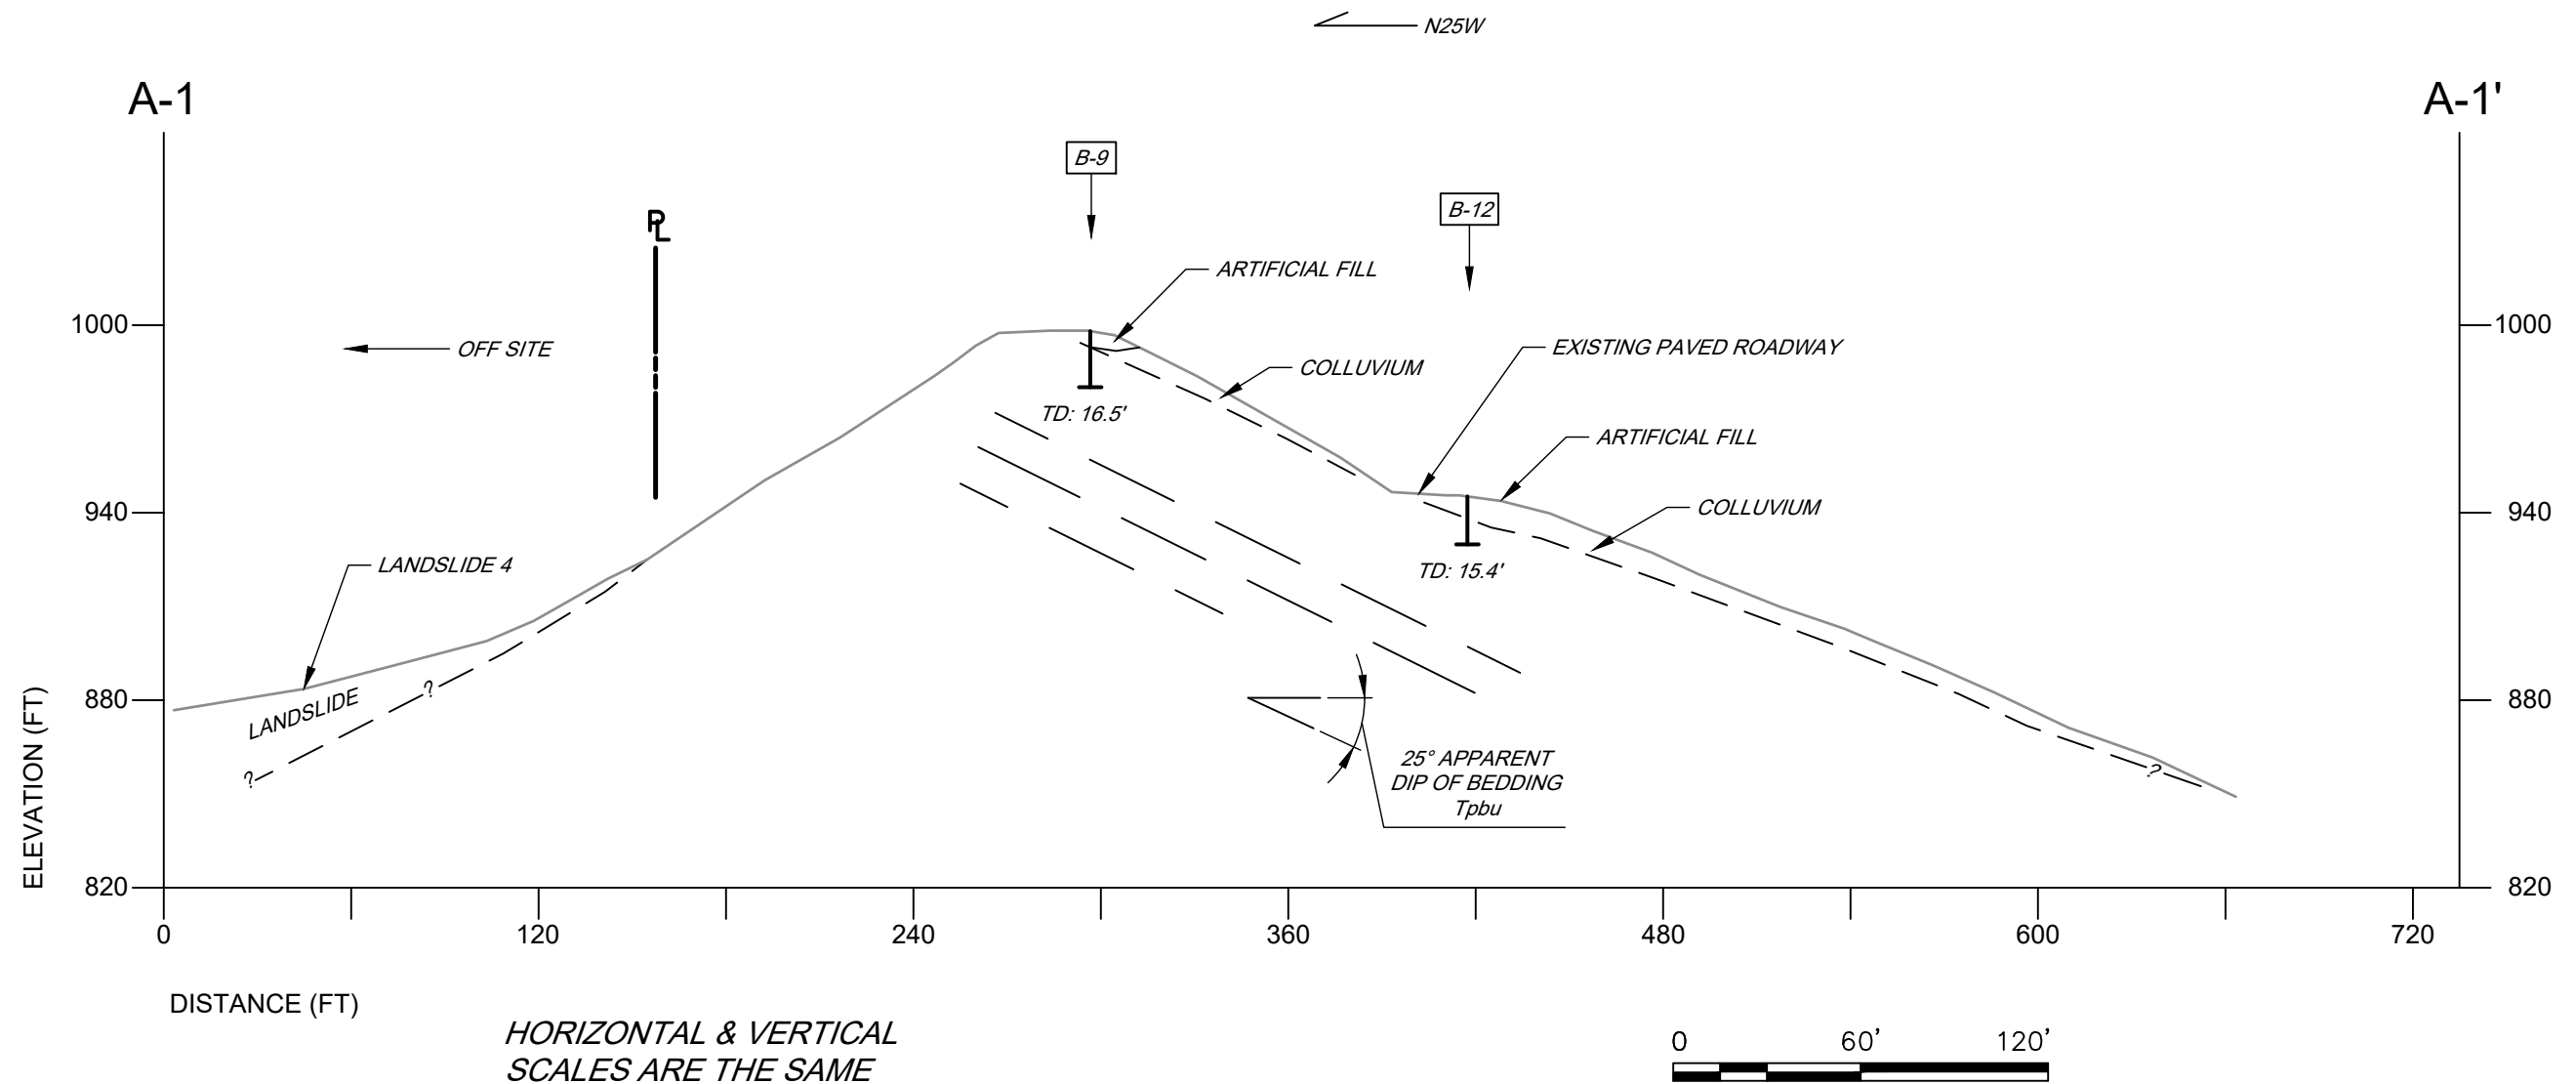 N25W
A-1
A-1'
B-9
B-12
PL
ARTIFICIAL FILL
1000
1000
OFF SITE
EXISTING PAVED ROADWAY
COLLUVIUM
TD: 16.5'
ARTIFICIAL FILL
940
940
COLLUVIUM
LANDSLIDE 4
TD: 15.4'
?
880
LANDSLIDE
880
?
?
25° APPARENT
DIP OF BEDDING
Tpbu
ELEVATION (FT)
820
820
0
120
240
360
480
600
720
DISTANCE (FT)
HORIZONTAL & VERTICAL
SCALES ARE THE SAME
0 60' 120'